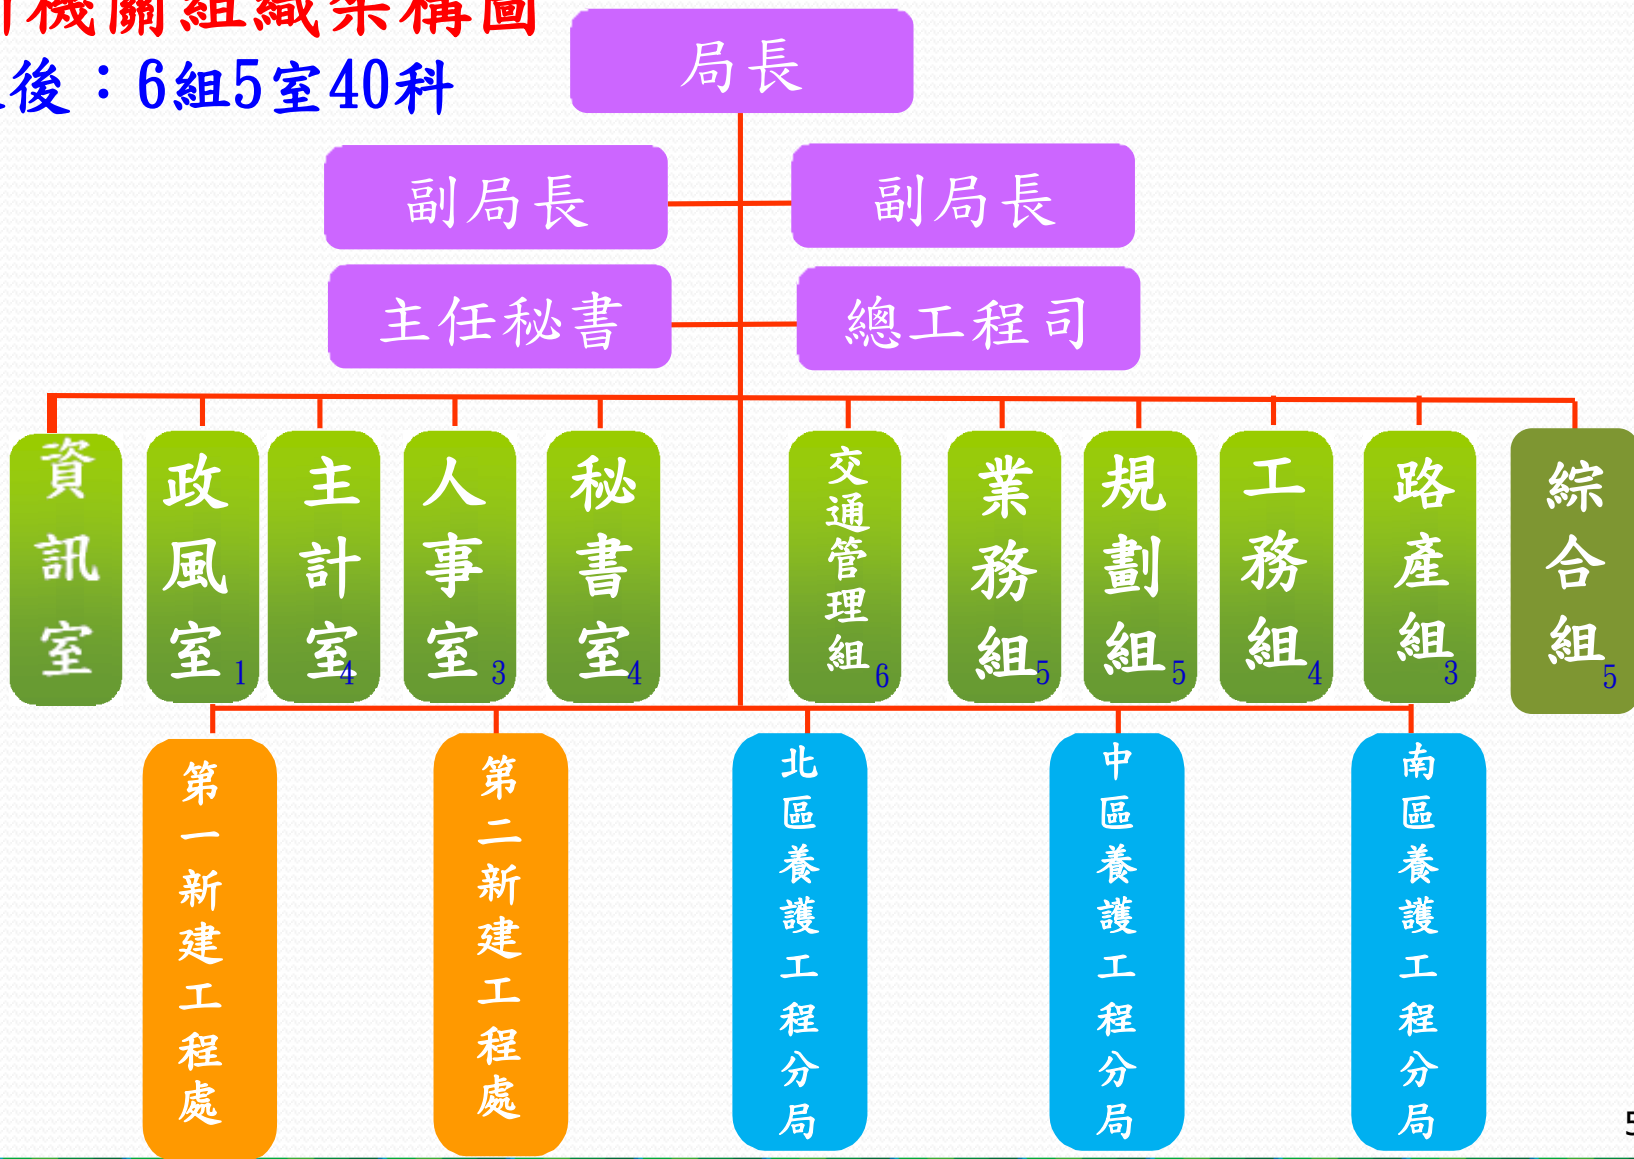 機關組織架構圖
後：6組5室40科
局長
副局長
副局長
主任秘書
總工程司
資訊室
政風室1
主計室4
人事室3
秘書室4
交通管理組6
業務組5
規劃組5
工務組4
路產組3
綜合組5
第一新建工程處
第二新建工程處
北區養護工程分局
中區養護工程分局
南區養護工程分局
5